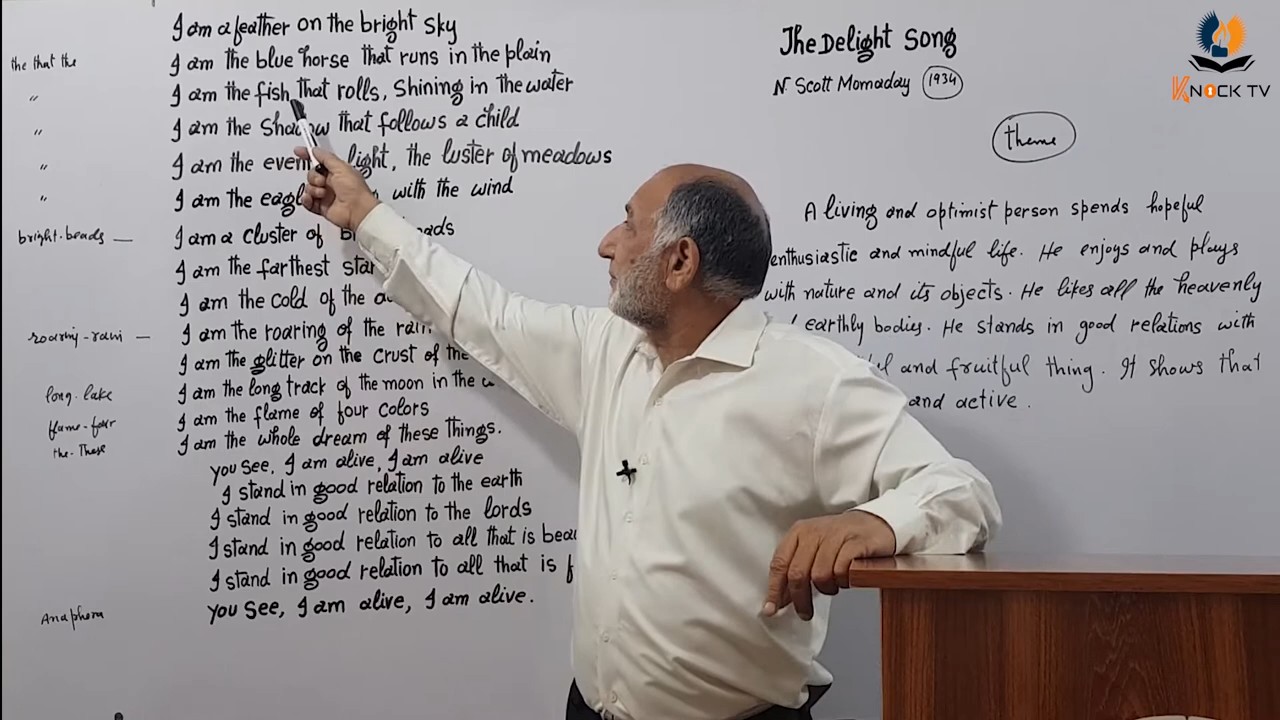 I am a feather on the bright sky
the that the I am the blue horse that runs in the plain
" I am the fish that rolls, shining in the water
" I am the shadow that follows a child
" I am the evening light, the luster of meadows
" I am the eagle with the wind
bright-beads — I am a cluster of
I am the farthest star
I am the cold of the
roaring-rain — I am the roaring of the rain
I am the glitter on the crust of the
long-lake I am the long track of the moon in the
flame-four I am the flame of four colors
the-These I am the whole dream of these things.
you see, I am alive, I am alive
I stand in good relation to the earth
I stand in good relation to the lords
I stand in good relation to all that is
I stand in good relation to all that is
Anaphora you see, I am alive, I am alive.
The Delight Song
N. Scott Momaday 1934
theme
A living and optimist person spends hopeful
enthusiastic and mindful life. He enjoys and plays
with nature and its objects. He likes all the heavenly
earthly bodies. He stands in good relations with
and fruitful thing. It shows that
and active.
KNOCK TV